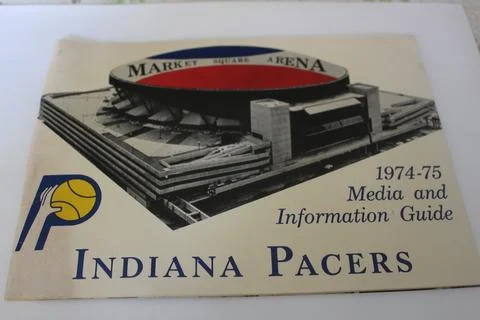 MARKET SQUARE ARENA
1974-75
Media and
Information Guide
INDIANA PACERS